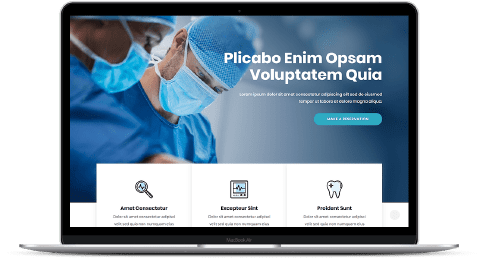 Plicabo Enim Opsam
Voluptatem Quia
Lorem ipsum dolor sit amet consectetur adipiscing elit sed do eiusmod
tempor ut labore et dolore magna aliqua.
MAKE A RESERVATION
Amet Consectetur
Excepteur Sint
Proident Sunt
Dolor sit amet consectetur adipisci
velit sed quia non numquam eius
Dolor sit amet consectetur adipisci
velit sed quia non numquam eius
Dolor sit amet consectetur adipisci
velit sed quia non numquam eius
MacBook Air